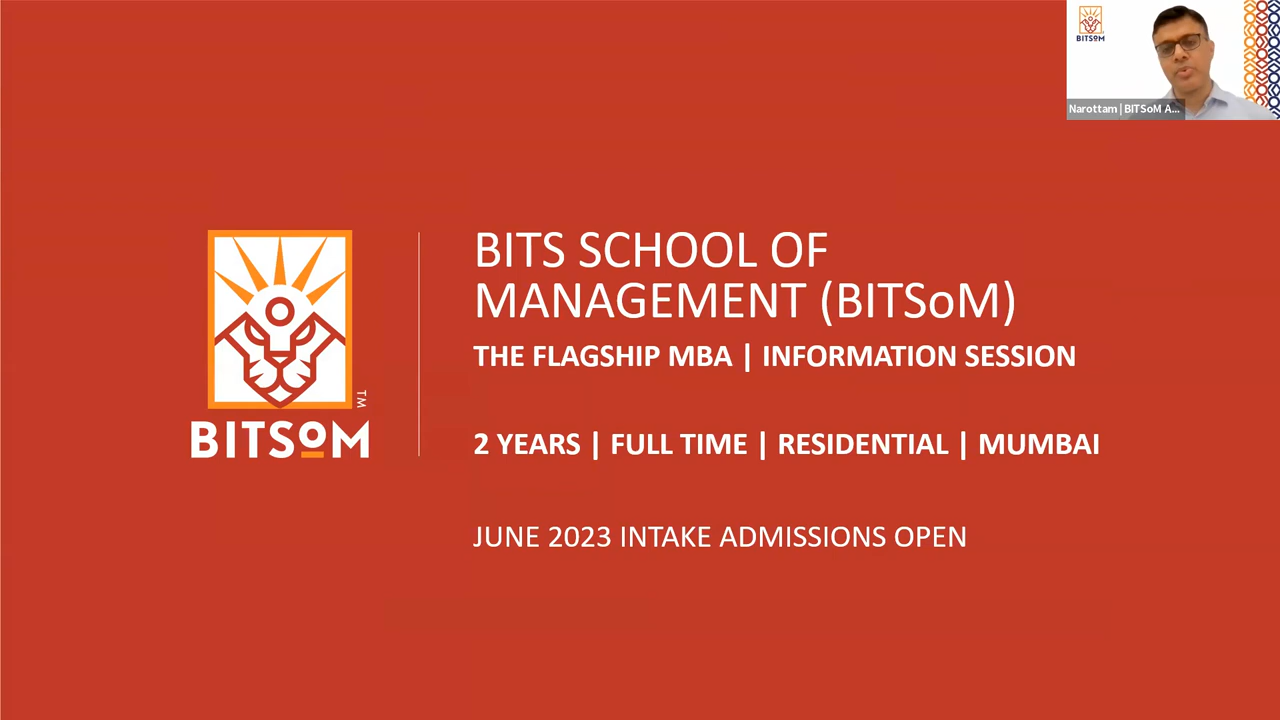 BITSoM
Narottam | BITSoM A...
BITS SCHOOL OF
MANAGEMENT (BITSoM)
THE FLAGSHIP MBA | INFORMATION SESSION
2 YEARS | FULL TIME | RESIDENTIAL | MUMBAI
JUNE 2023 INTAKE ADMISSIONS OPEN
TM
BITSoM